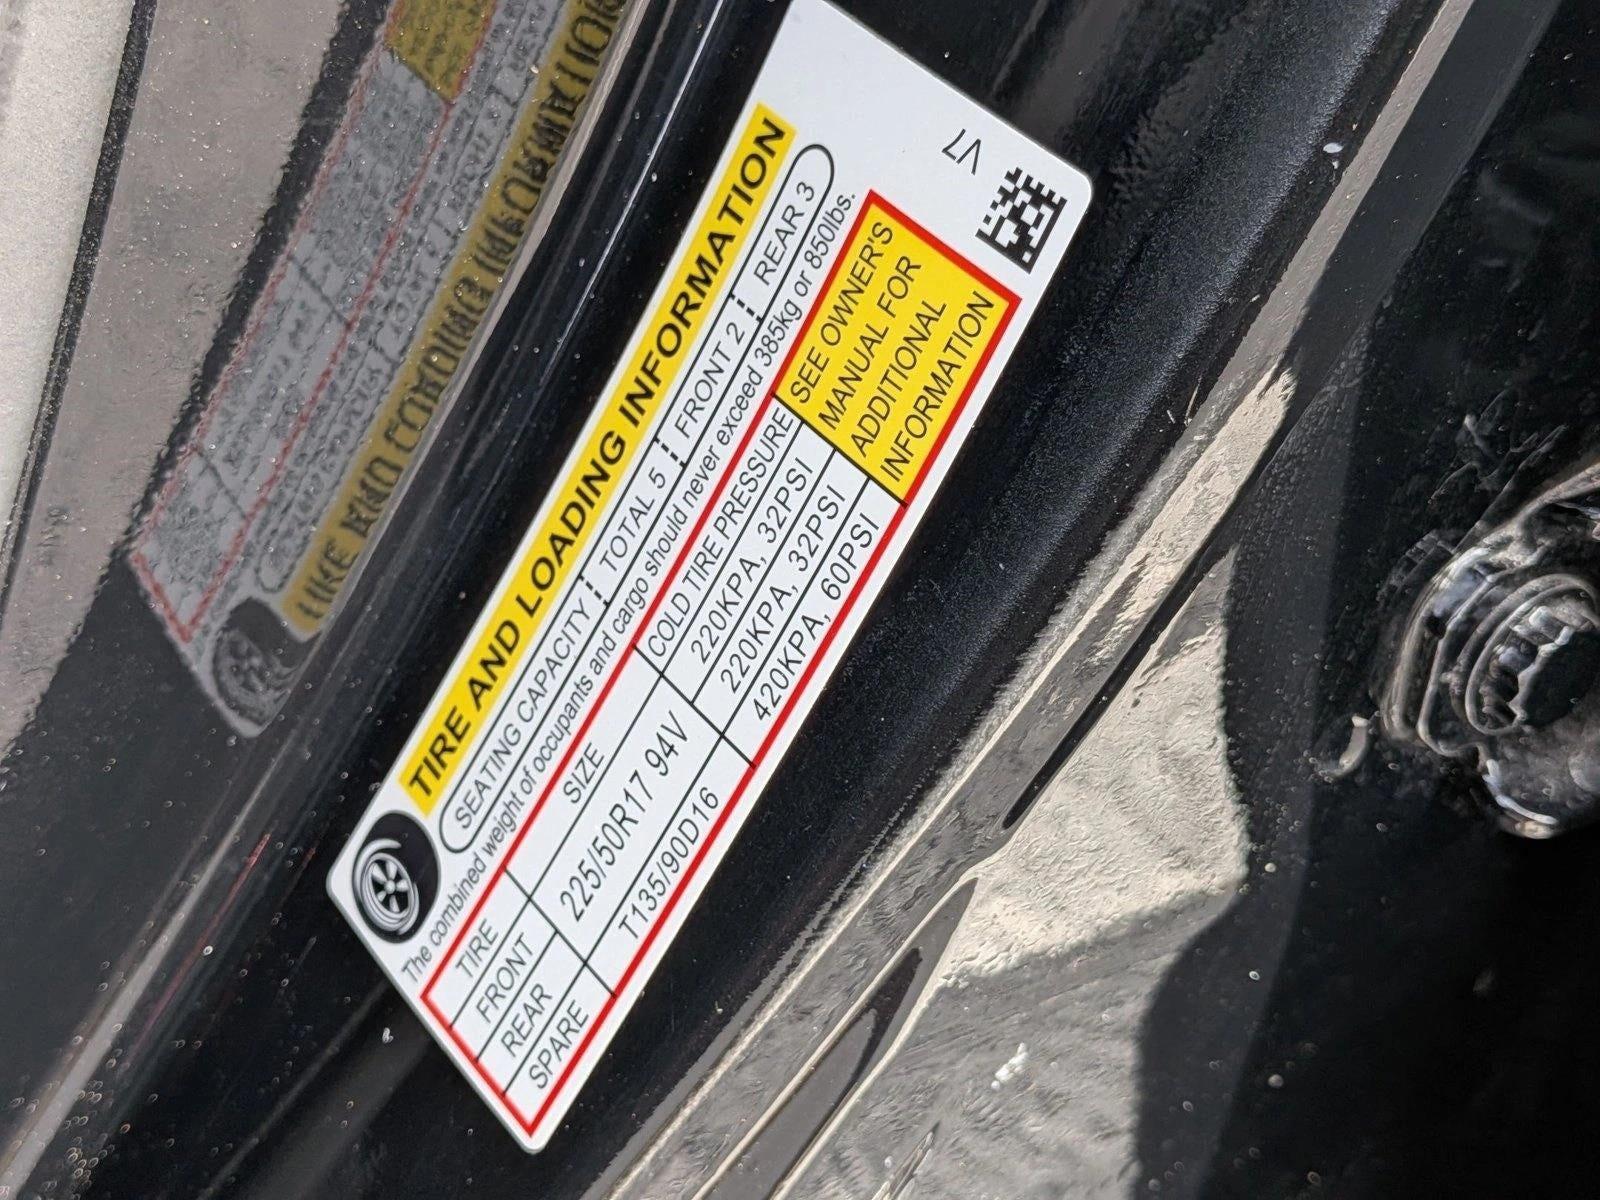 TIRE AND LOADING INFORMATION
SEATING CAPACITY TOTAL 5 FRONT 2 REAR 3
The combined weight of occupants and cargo should never exceed 385kg or 850lbs.
TIRE SIZE COLD TIRE PRESSURE
FRONT 225/50R17 94V 220KPA, 32PSI
REAR 220KPA, 32PSI
SPARE T135/90D16 420KPA, 60PSI
SEE OWNER'S
MANUAL FOR
ADDITIONAL
INFORMATION
V7